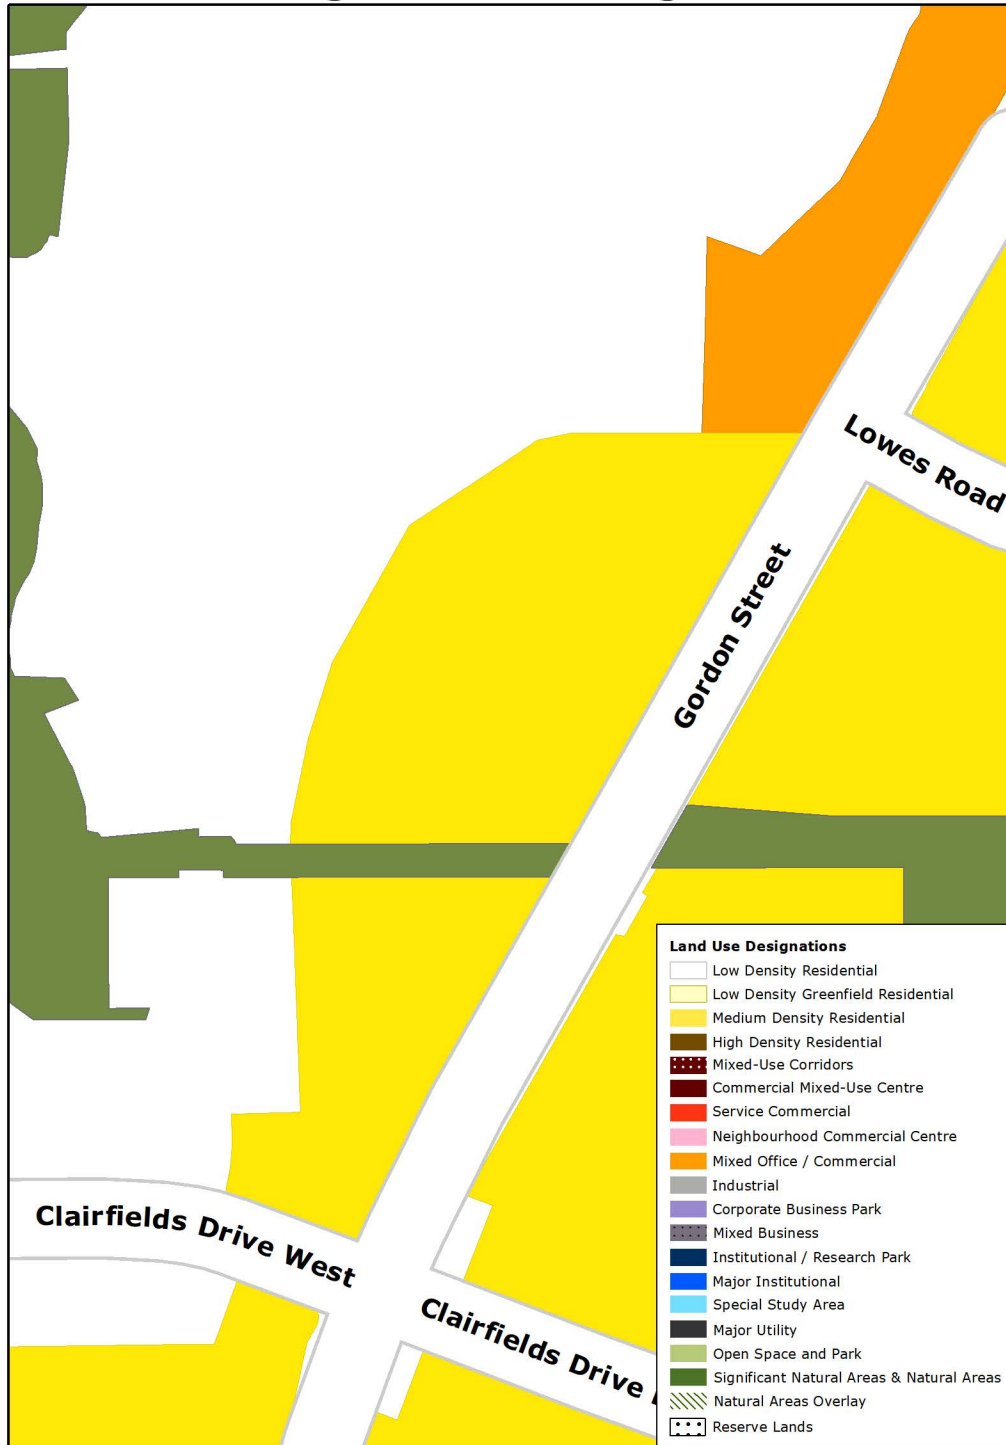 Lowes Road
Gordon Street
Clairfields Drive West
Clairfields Drive
Land Use Designations
Low Density Residential
Low Density Greenfield Residential
Medium Density Residential
High Density Residential
Mixed-Use Corridors
Commercial Mixed-Use Centre
Service Commercial
Neighbourhood Commercial Centre
Mixed Office / Commercial
Industrial
Corporate Business Park
Mixed Business
Institutional / Research Park
Major Institutional
Special Study Area
Major Utility
Open Space and Park
Significant Natural Areas & Natural Areas
Natural Areas Overlay
Reserve Lands